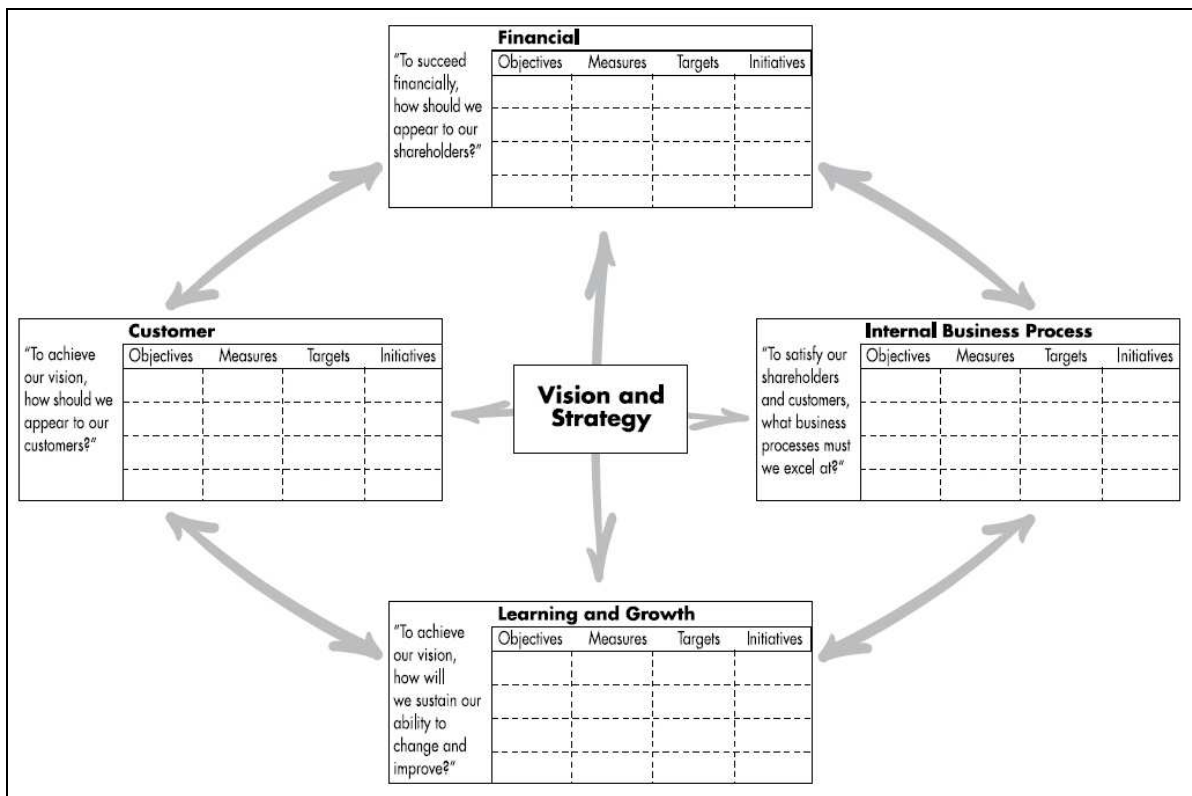 Financial
"To succeed
financially,
how should we
appear to our
shareholders?"
Objectives Measures Targets Initiatives
Customer
"To achieve
our vision,
how should we
appear to our
customers?"
Objectives Measures Targets Initiatives
Vision and
Strategy
Internal Business Process
"To satisfy our
shareholders
and customers,
what business
processes must
we excel at?"
Objectives Measures Targets Initiatives
Learning and Growth
"To achieve
our vision,
how will
we sustain our
ability to
change and
improve?"
Objectives Measures Targets Initiatives